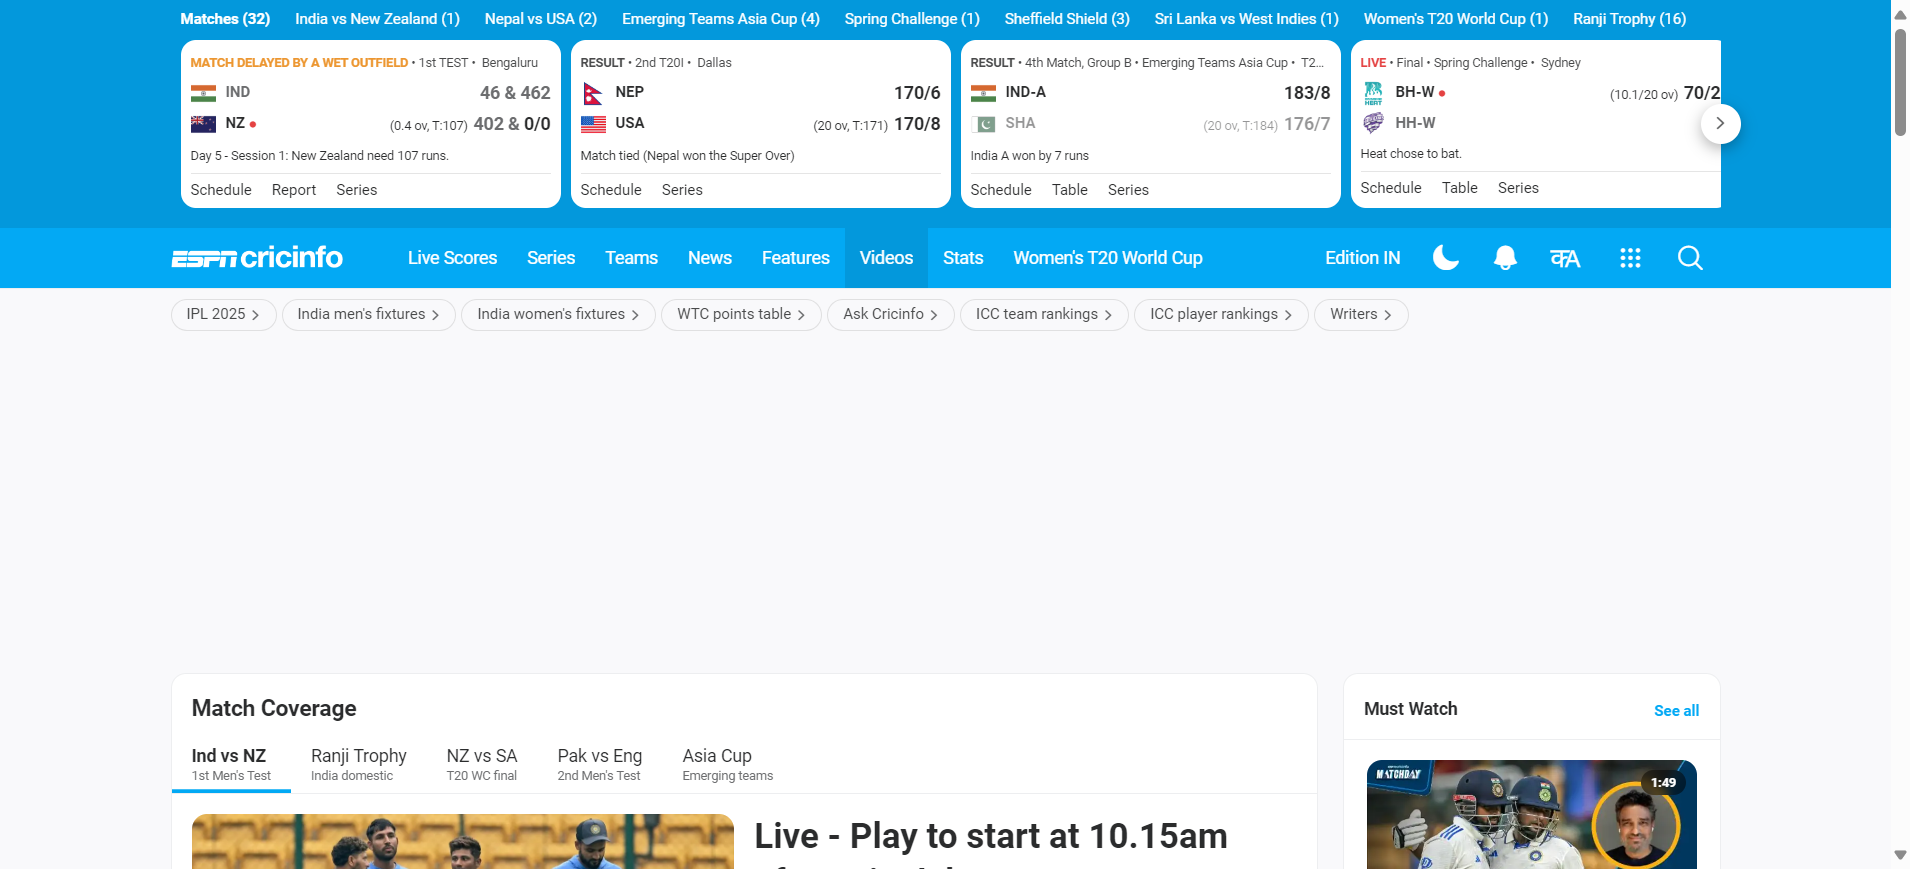 Matches (32) India vs New Zealand (1) Nepal vs USA (2) Emerging Teams Asia Cup (4) Spring Challenge (1) Sheffield Shield (3) Sri Lanka vs West Indies (1) Women's T20 World Cup (1) Ranji Trophy (16)
MATCH DELAYED BY A WET OUTFIELD • 1st TEST • Bengaluru
IND 46 & 462
NZ (0.4 ov, T:107) 402 & 0/0
Day 5 - Session 1: New Zealand need 107 runs.
Schedule Report Series
RESULT • 2nd T20I • Dallas
NEP 170/6
USA (20 ov, T:171) 170/8
Match tied (Nepal won the Super Over)
Schedule Series
RESULT • 4th Match, Group B • Emerging Teams Asia Cup • T2...
IND-A 183/8
SHA (20 ov, T:184) 176/7
India A won by 7 runs
Schedule Table Series
LIVE • Final • Spring Challenge • Sydney
BH-W (10.1/20 ov) 70/2
HH-W
Heat chose to bat.
Schedule Table Series
ESPN cricinfo Live Scores Series Teams News Features Videos Stats Women's T20 World Cup Edition IN
IPL 2025 India men's fixtures India women's fixtures WTC points table Ask Cricinfo ICC team rankings ICC player rankings Writers
Match Coverage
Ind vs NZ Ranji Trophy NZ vs SA Pak vs Eng Asia Cup
1st Men's Test India domestic T20 WC final 2nd Men's Test Emerging teams
Live - Play to start at 10.15am
Must Watch See all
MATCHDAY
1:49